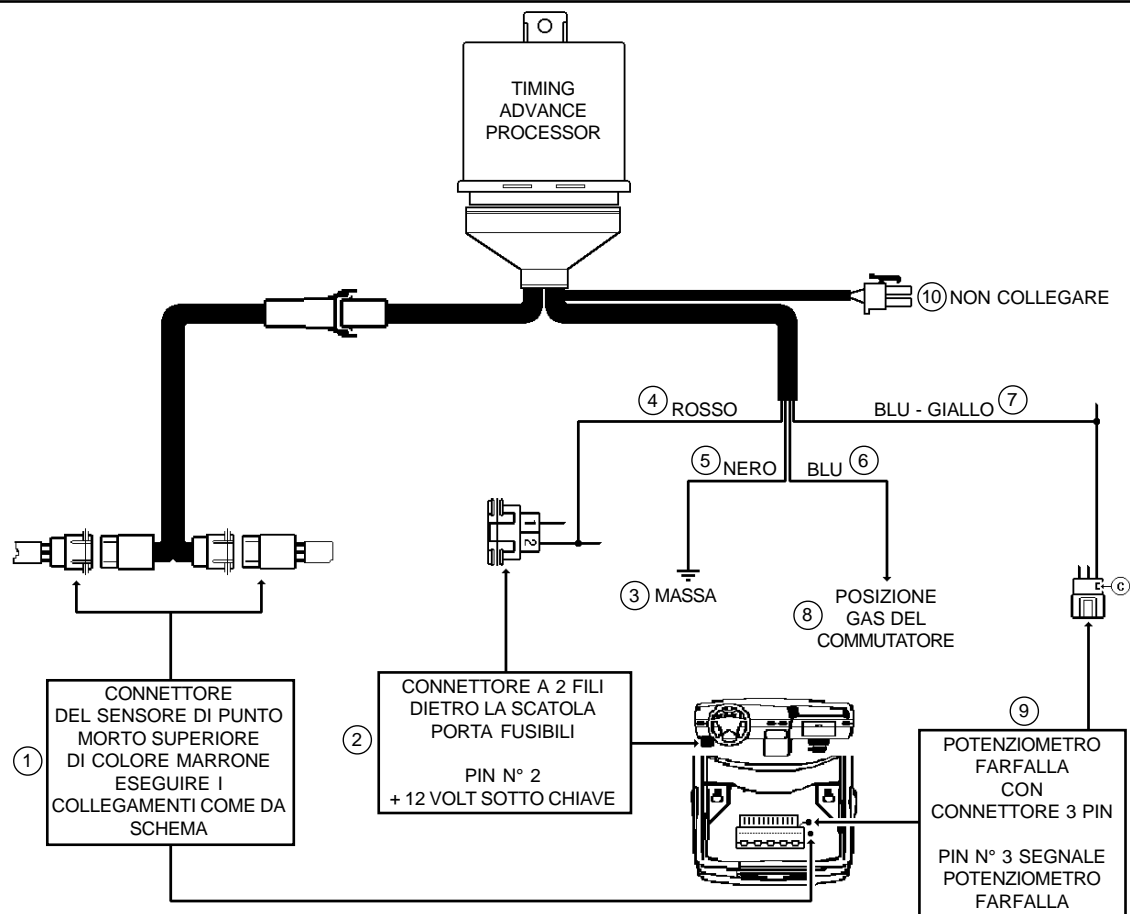 TIMING
ADVANCE
PROCESSOR
10 NON COLLEGARE
4 ROSSO
BLU - GIALLO 7
5 NERO
BLU 6
1
2
C
3 MASSA
8
POSIZIONE
GAS DEL
COMMUTATORE
1
CONNETTORE
DEL SENSORE DI PUNTO
MORTO SUPERIORE
DI COLORE MARRONE
ESEGUIRE I
COLLEGAMENTI COME DA
SCHEMA
2
CONNETTORE A 2 FILI
DIETRO LA SCATOLA
PORTA FUSIBILI
PIN N° 2
+ 12 VOLT SOTTO CHIAVE
9
POTENZIOMETRO
FARFALLA
CON
CONNETTORE 3 PIN
PIN N° 3 SEGNALE
POTENZIOMETRO
FARFALLA